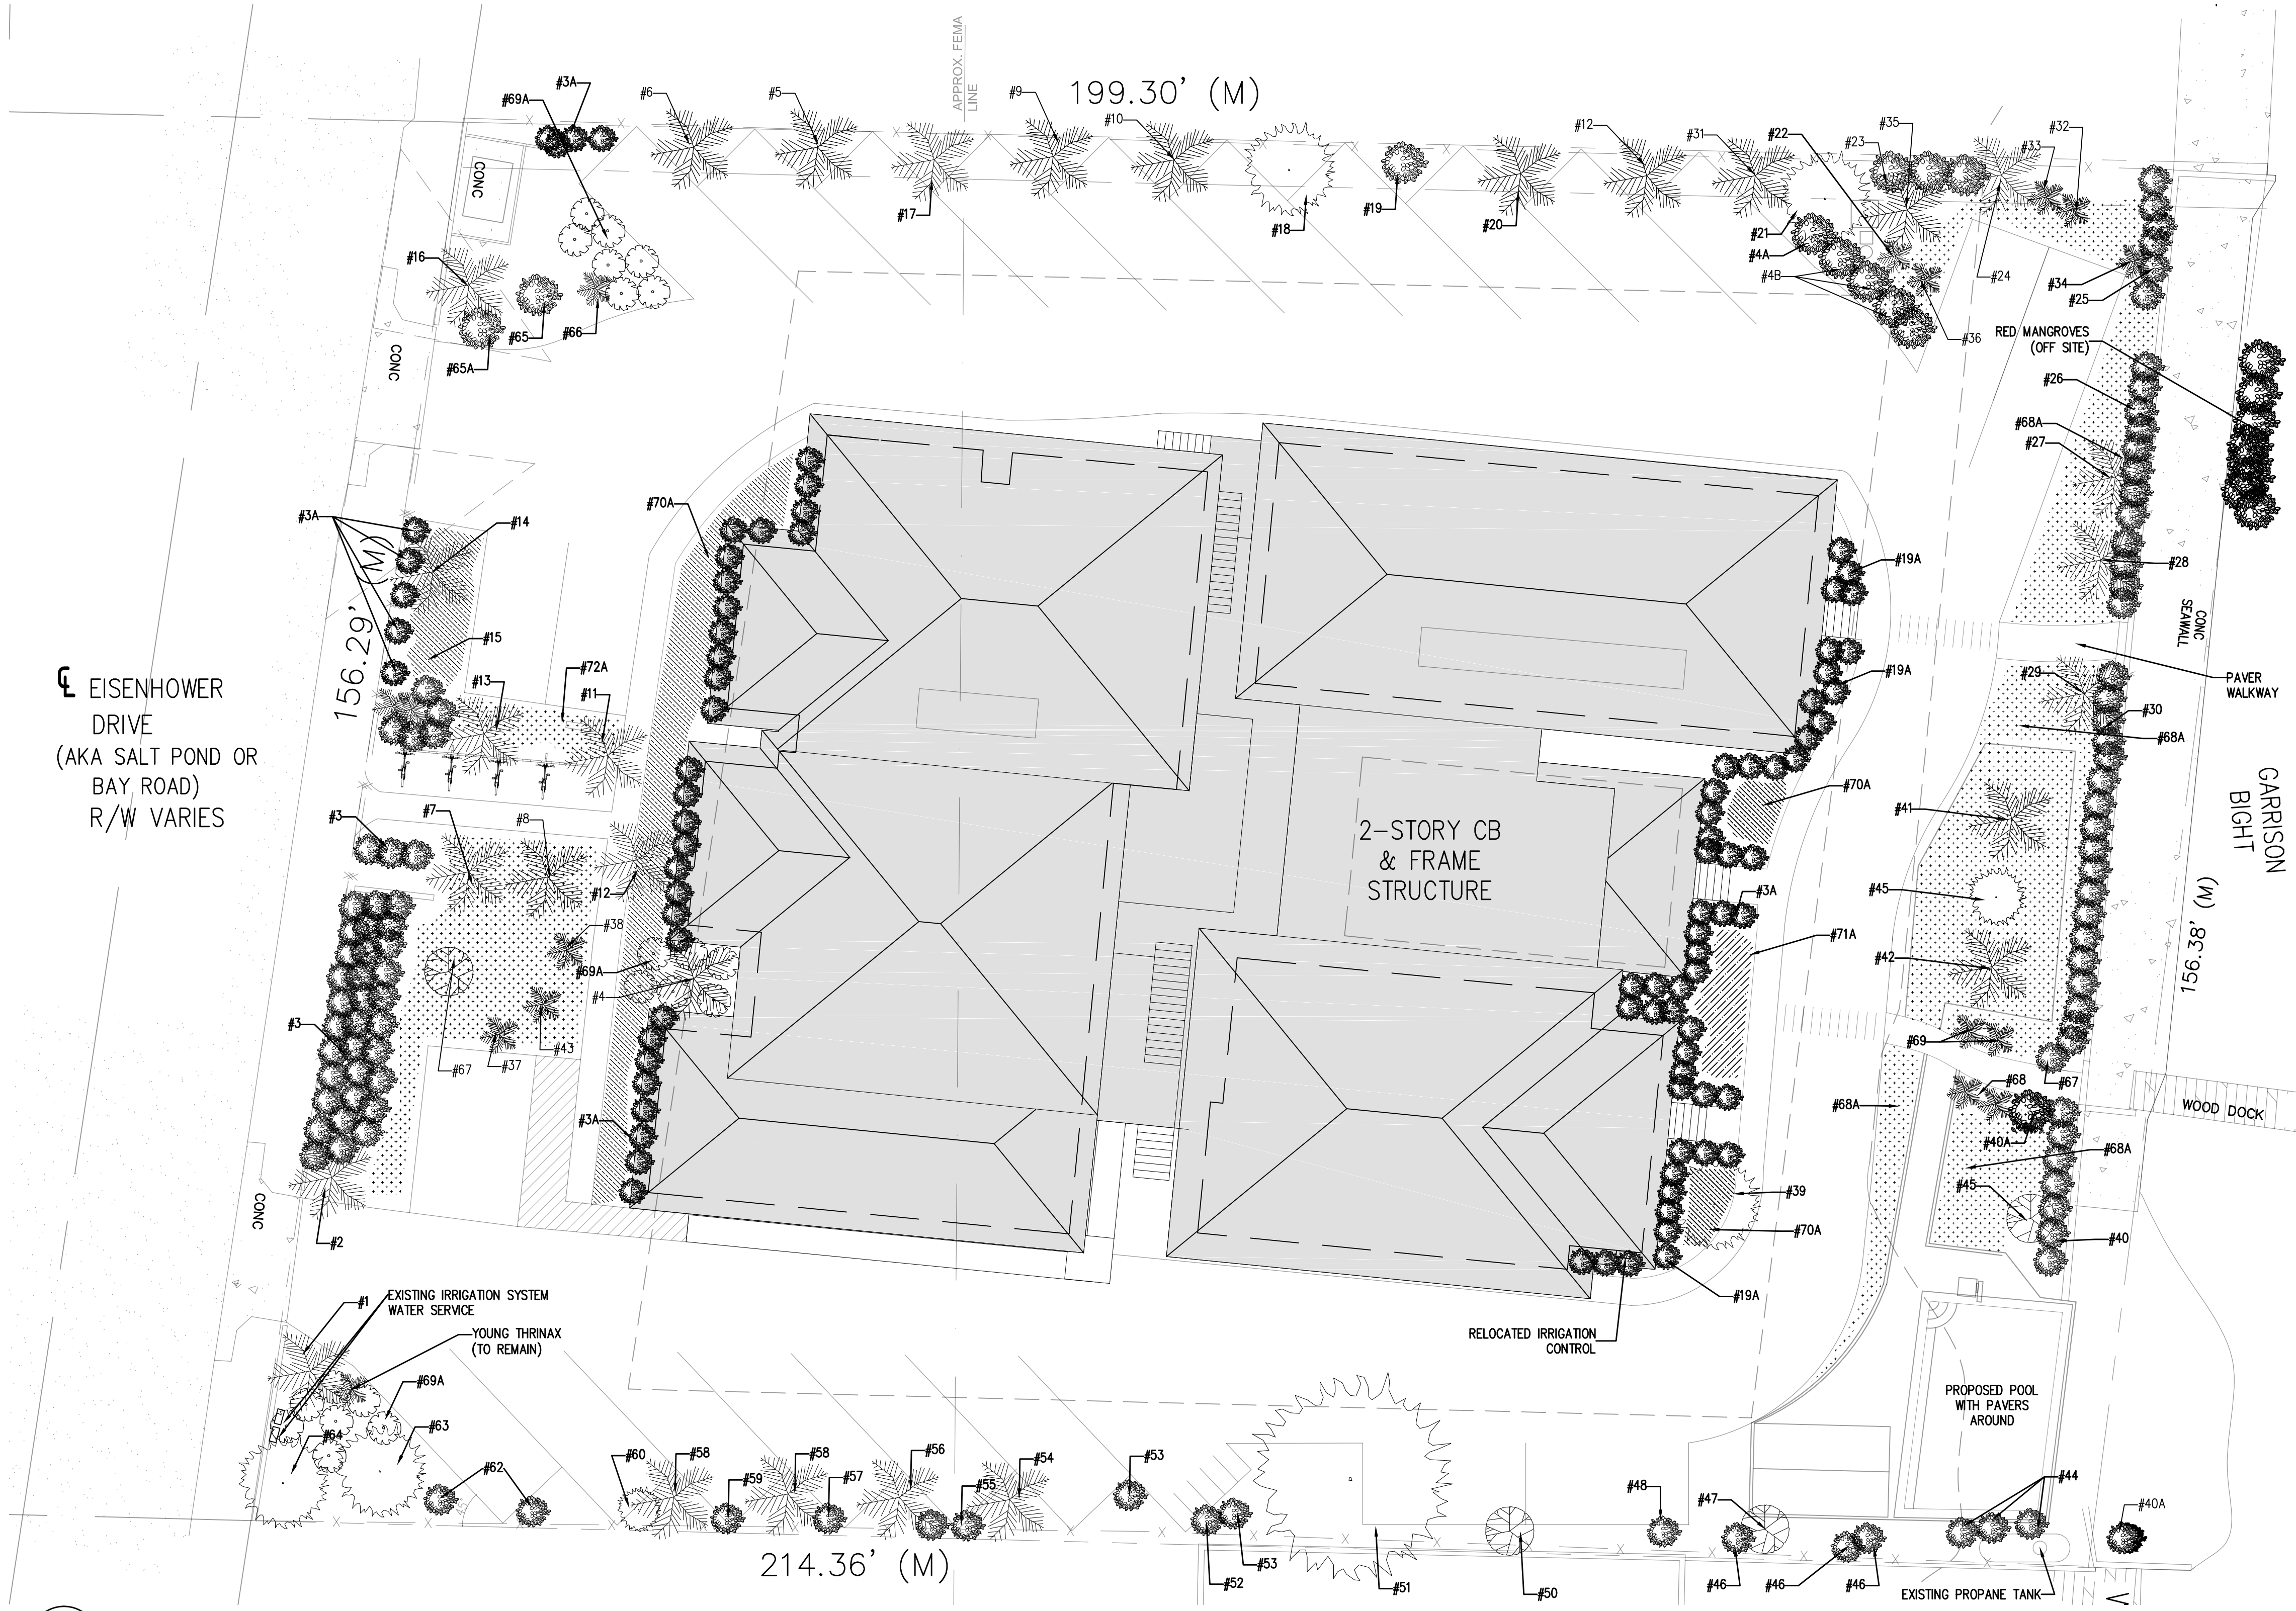 APPROX. FEMA
LINE
199.30' (M)
#3A
#69A
#6
#5
#9
#10
#12
#31
#22
#23
#35
#33
#32
CONC
#17
#18
#19
#20
#21
#4A
#4B
#24
#34
#25
#36
#16
#65
#66
#65A
CONC
RED MANGROVES
(OFF SITE)
#26
#68A
#27
#28
CONC
SEAWALL
#3A
#14
#70A
156.29' (M)
#15
#72A
#13
#11
#19A
#19A
#29
PAVER
WALKWAY
#30
#68A
℄ EISENHOWER
DRIVE
(AKA SALT POND OR
BAY ROAD)
R/W VARIES
GARRISON
BIGHT
156.38' (M)
#3
#7
#8
#12
#38
#69A
#4
2-STORY CB
& FRAME
STRUCTURE
#70A
#3A
#71A
#41
#45
#42
#3
#67
#37
#43
#3A
#69
#68
#67
#68A
#40A
WOOD DOCK
#68A
#45
#40
#39
#70A
#19A
CONC
#2
#1
EXISTING IRRIGATION SYSTEM
WATER SERVICE
YOUNG THRINAX
(TO REMAIN)
#69A
#63
#64
#62
RELOCATED IRRIGATION
CONTROL
PROPOSED POOL
WITH PAVERS
AROUND
#60
#58
#59
#58
#57
#56
#55
#54
#53
#52
#53
#51
#50
#48
#47
#46
#46
#46
#44
#40A
214.36' (M)
EXISTING PROPANE TANK